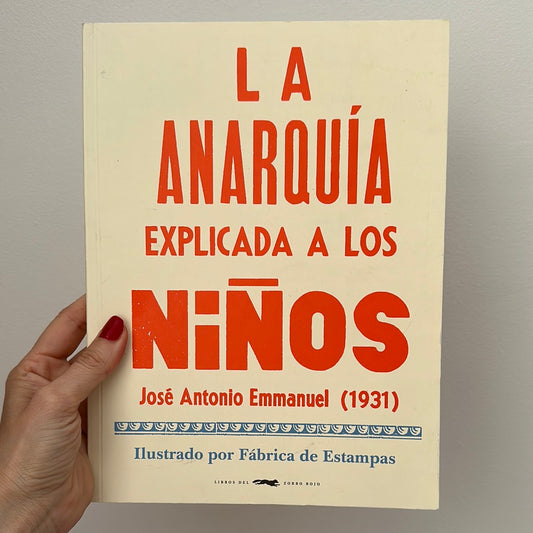 LA
ANARQUÍA
EXPLICADA A LOS
NiÑOS
José Antonio Emmanuel (1931)
Ilustrado por Fábrica de Estampas
LIBROS DEL ZORRO ROJO